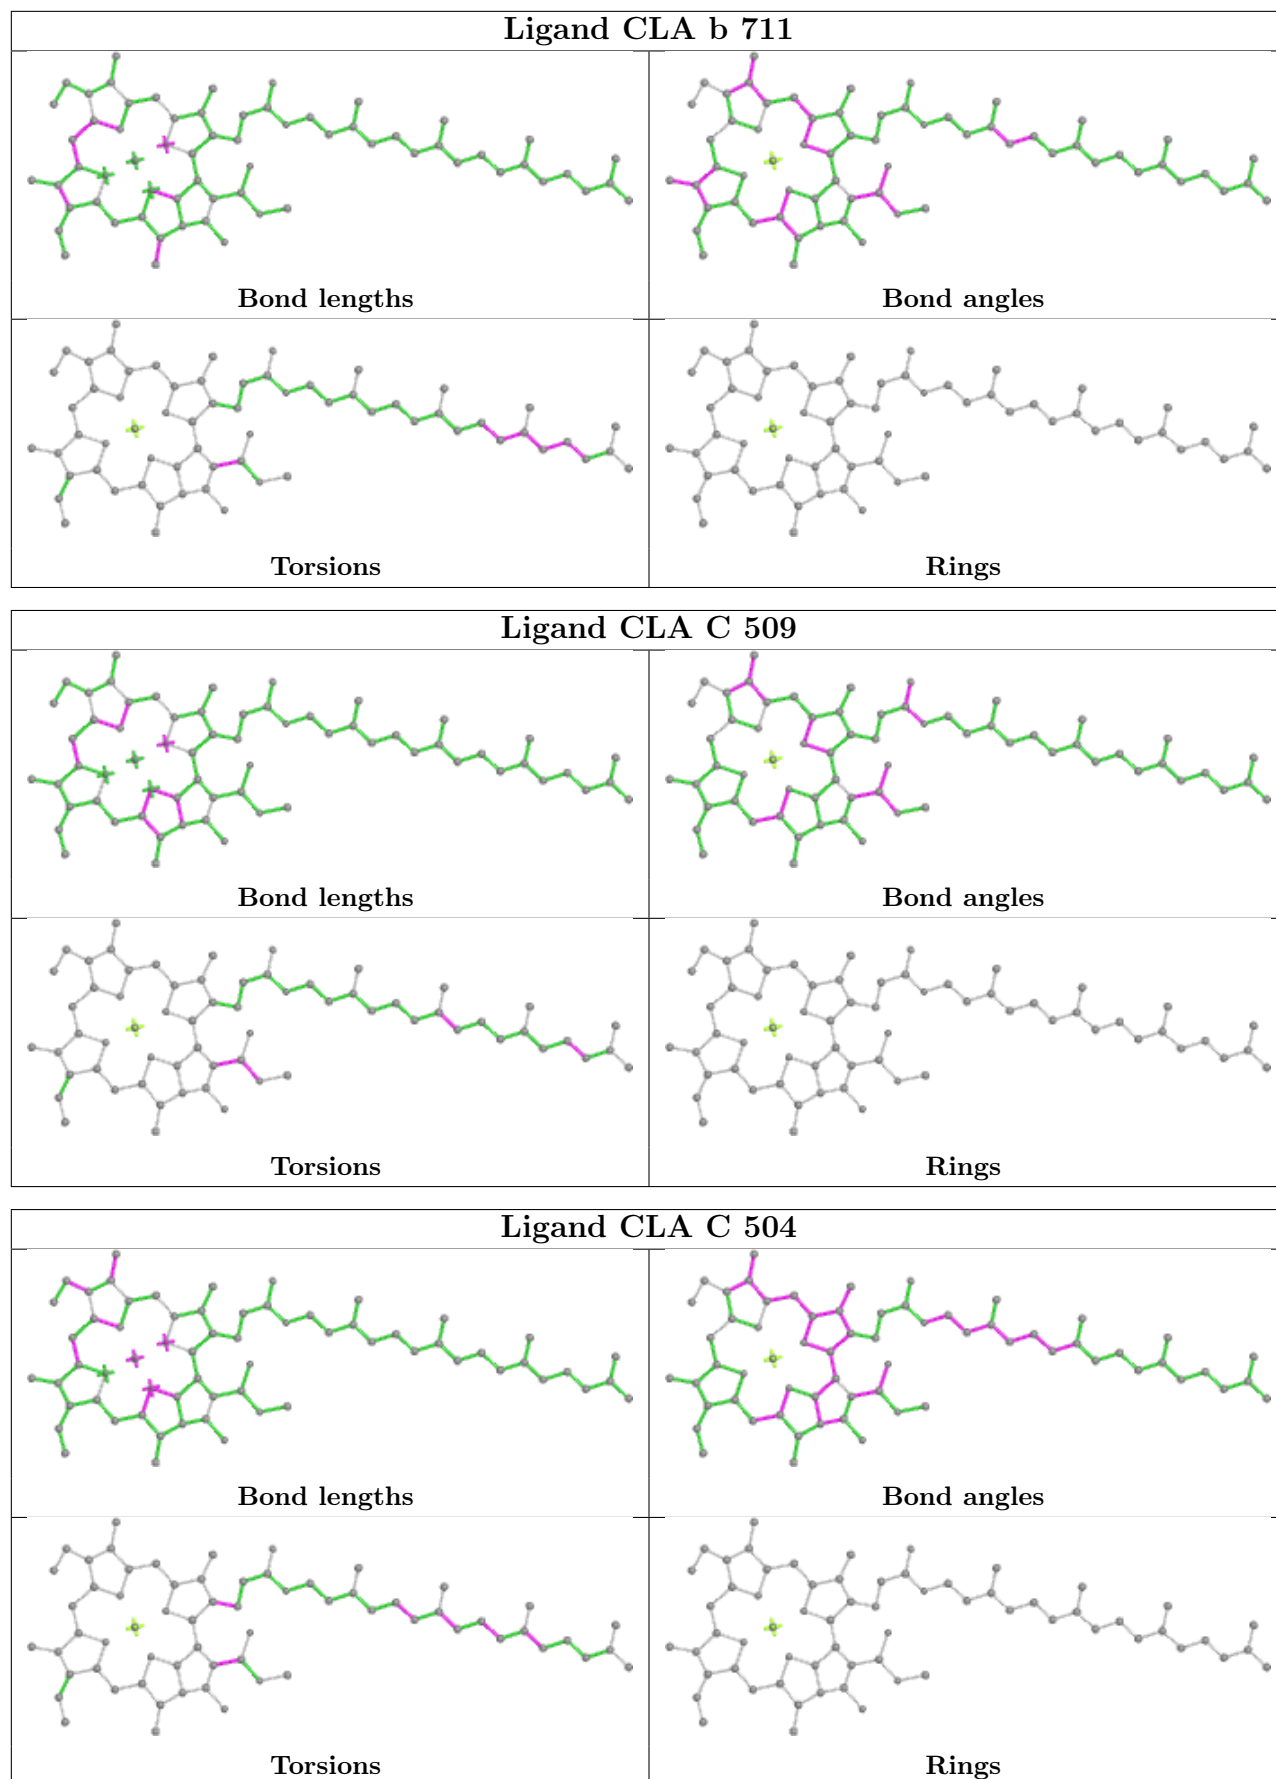 Ligand CLA b 711
Bond lengths
Bond angles
Torsions
Rings
Ligand CLA C 509
Bond lengths
Bond angles
Torsions
Rings
Ligand CLA C 504
Bond lengths
Bond angles
Torsions
Rings